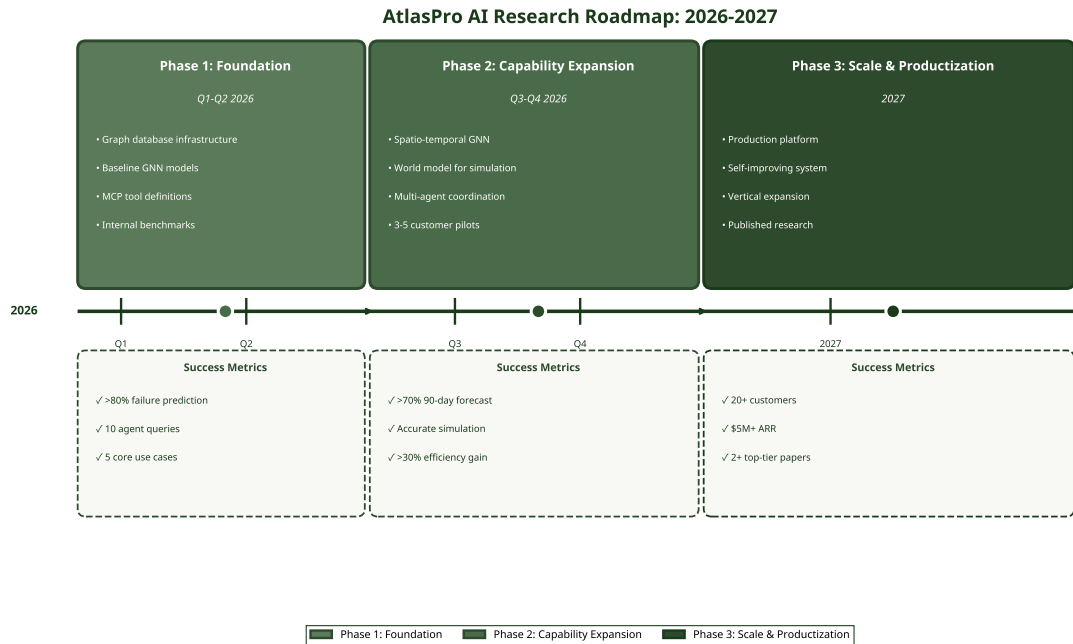 AtlasPro AI Research Roadmap: 2026-2027
Phase 1: Foundation
Q1-Q2 2026
• Graph database infrastructure
• Baseline GNN models
• MCP tool definitions
• Internal benchmarks
Phase 2: Capability Expansion
Q3-Q4 2026
• Spatio-temporal GNN
• World model for simulation
• Multi-agent coordination
• 3-5 customer pilots
Phase 3: Scale & Productization
2027
• Production platform
• Self-improving system
• Vertical expansion
• Published research
2026
Q1
Q2
Q3
Q4
2027
Success Metrics
✓ >80% failure prediction
✓ 10 agent queries
✓ 5 core use cases
Success Metrics
✓ >70% 90-day forecast
✓ Accurate simulation
✓ >30% efficiency gain
Success Metrics
✓ 20+ customers
✓ $5M+ ARR
✓ 2+ top-tier papers
Phase 1: Foundation
Phase 2: Capability Expansion
Phase 3: Scale & Productization